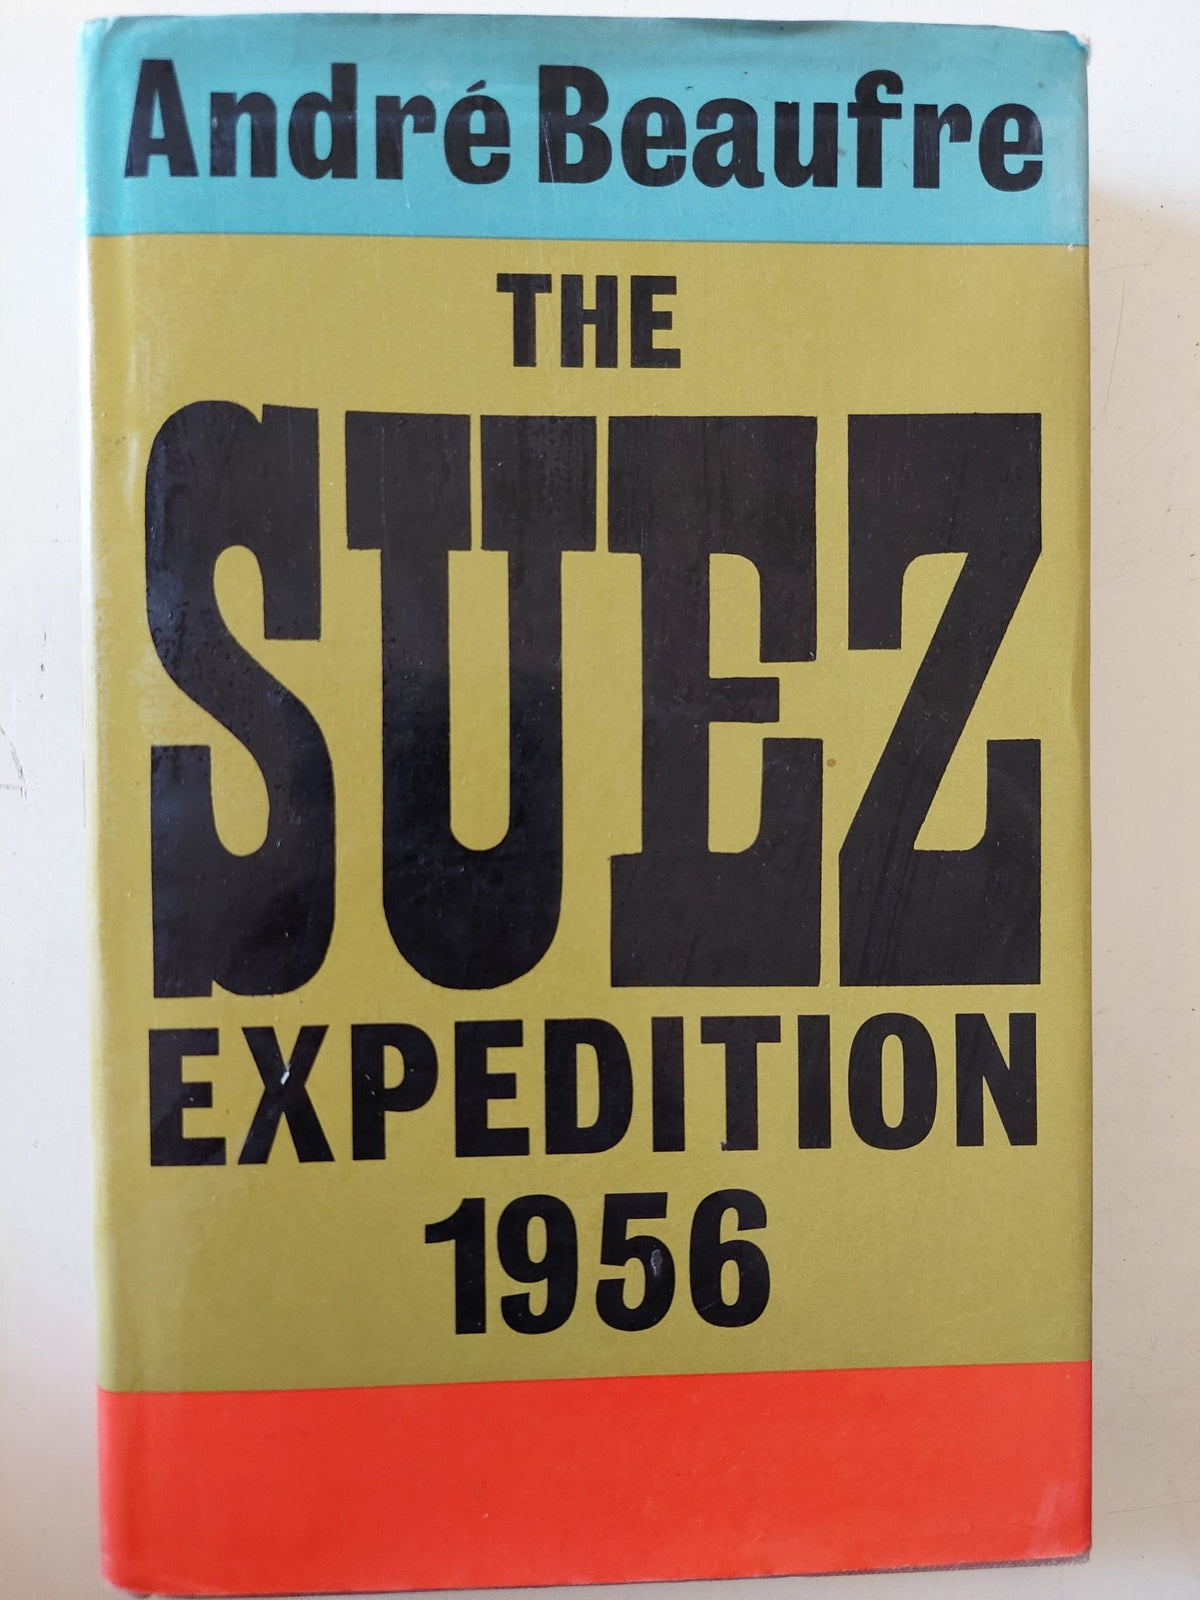 André Beaufre
THE
SUEZ
EXPEDITION
1956